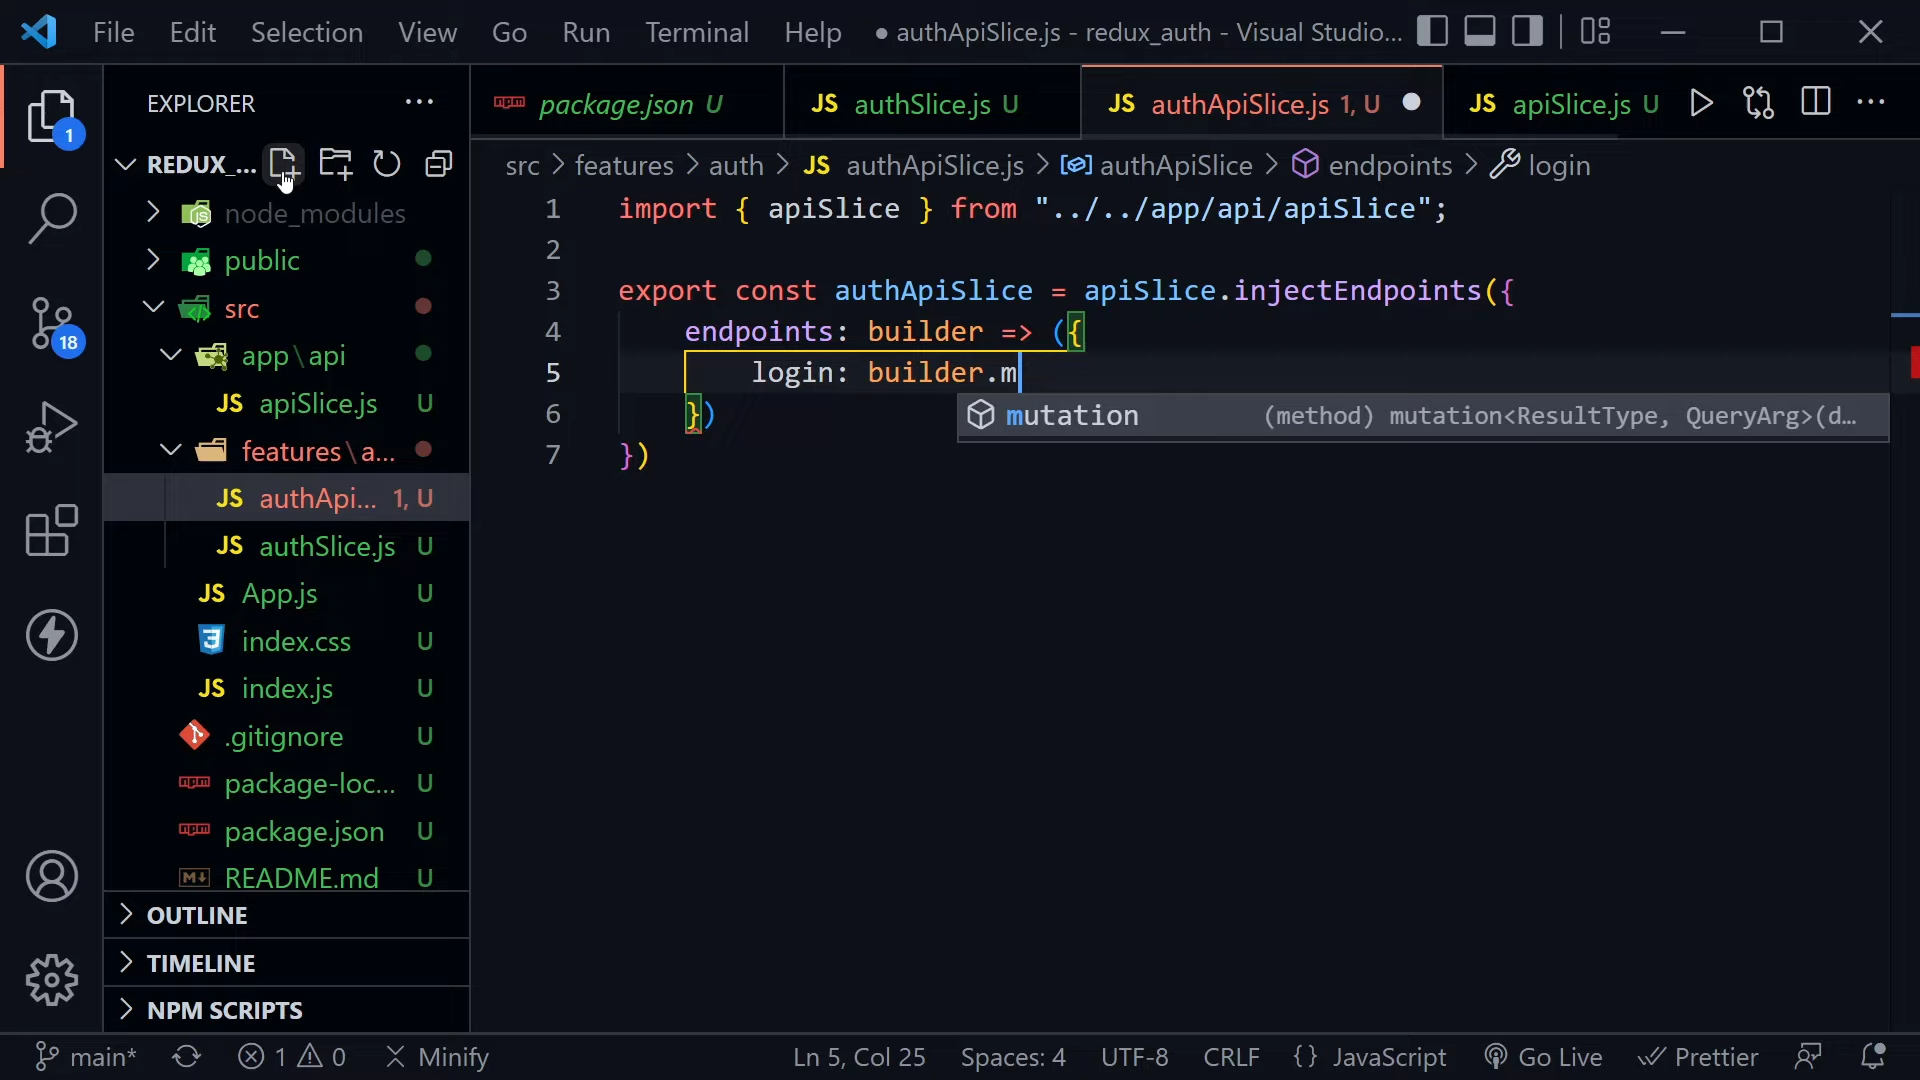 File Edit Selection View Go Run Terminal Help ● authApiSlice.js - redux_auth - Visual Studio...
EXPLORER ...
1
REDUX_...
node_modules
public
src
18
app\api
JS apiSlice.js U
features\a...
JS authApi... 1, U
JS authSlice.js U
JS App.js U
index.css U
JS index.js U
.gitignore U
package-loc... U
package.json U
README.md U
OUTLINE
TIMELINE
NPM SCRIPTS
package.json U JS authSlice.js U JS authApiSlice.js 1, U ● JS apiSlice.js U ...
src > features > auth > JS authApiSlice.js > authApiSlice > endpoints > login
1 import { apiSlice } from "../../app/api/apiSlice";
2
3 export const authApiSlice = apiSlice.injectEndpoints({
4 endpoints: builder => ({
5 login: builder.m
6 })
7 })
mutation (method) mutation<ResultType, QueryArg>(d...
main* 1 0 Minify Ln 5, Col 25 Spaces: 4 UTF-8 CRLF {} JavaScript Go Live Prettier